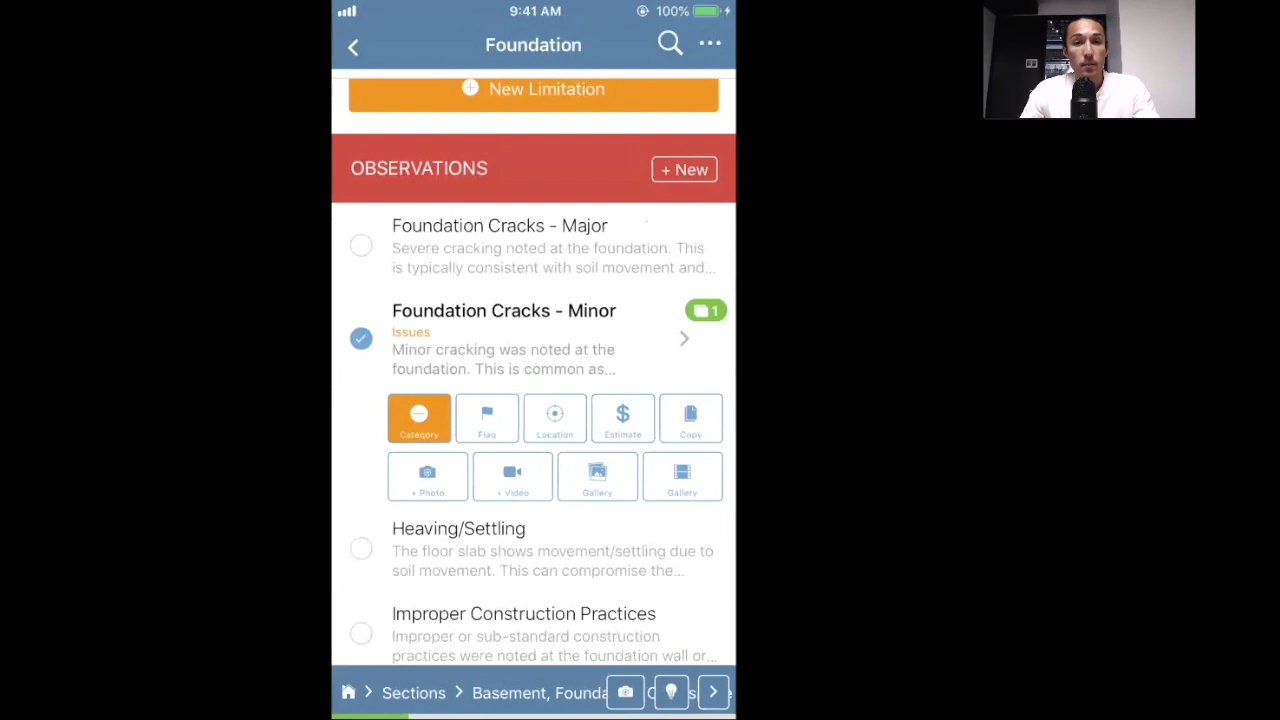 9:41 AM
100%
Foundation
New Limitation
OBSERVATIONS
+ New
Foundation Cracks - Major
Severe cracking noted at the foundation. This
is typically consistent with soil movement and...
Foundation Cracks - Minor
1
Issues
Minor cracking was noted at the
foundation. This is common as...
Category
Flag
Location
Estimate
Copy
+ Photo
+ Video
Gallery
Gallery
Heaving/Settling
The floor slab shows movement/settling due to
soil movement. This can compromise the...
Improper Construction Practices
Improper or sub-standard construction
practices were noted at the foundation wall or...
Sections
Basement, Founda